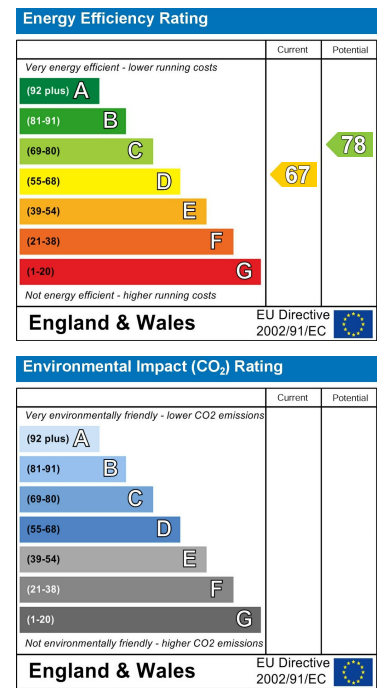 Energy Efficiency Rating
Current Potential
Very energy efficient - lower running costs
(92 plus) A
(81-91) B
(69-80) C
78
(55-68) D
67
(39-54) E
(21-38) F
(1-20) G
Not energy efficient - higher running costs
England & Wales
EU Directive
2002/91/EC
Environmental Impact (CO₂) Rating
Current Potential
Very environmentally friendly - lower CO2 emissions
(92 plus) A
(81-91) B
(69-80) C
(55-68) D
(39-54) E
(21-38) F
(1-20) G
Not environmentally friendly - higher CO2 emissions
England & Wales
EU Directive
2002/91/EC